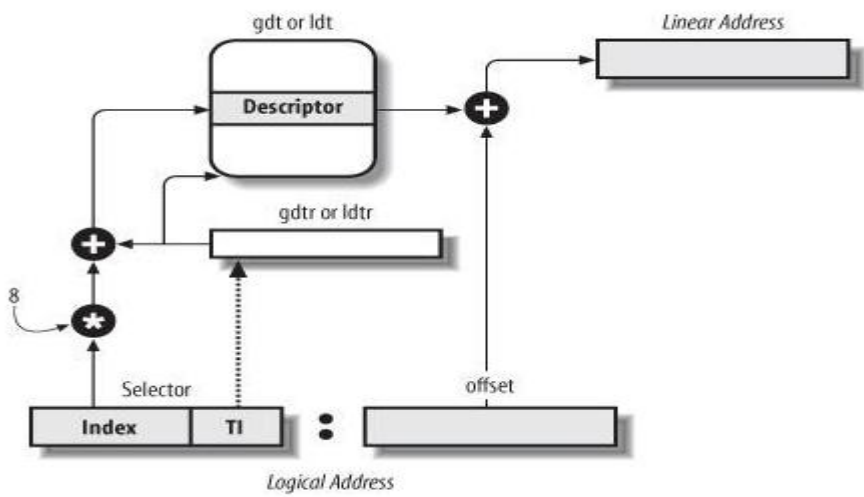 gdt or ldt
Linear Address
Descriptor
+
gdtr or ldtr
+
8
*
Selector
offset
Index
TI
:
Logical Address